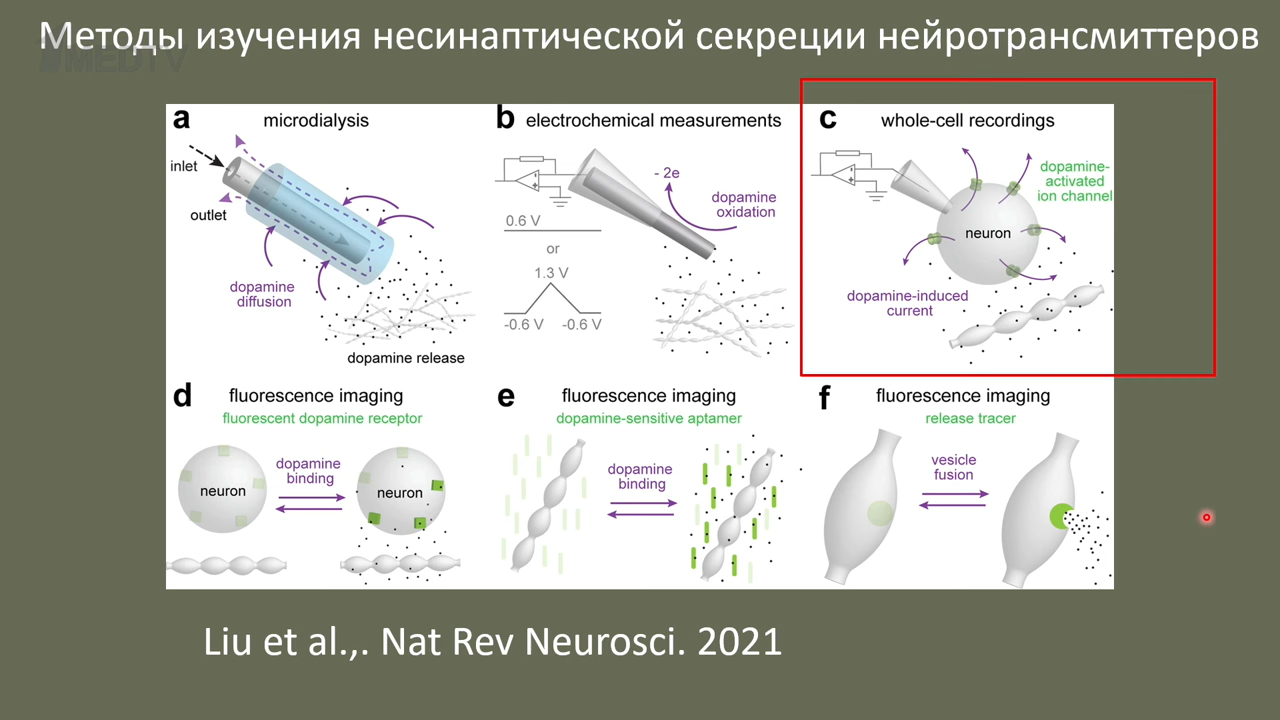 Методы изучения несинаптической секреции нейротрансмиттеров
MEDTV
a
microdialysis
inlet
outlet
dopamine
diffusion
dopamine release
b
electrochemical measurements
- 2e
dopamine
oxidation
0.6 V
or
1.3 V
-0.6 V
-0.6 V
c
whole-cell recordings
dopamine-
activated
ion channel
neuron
dopamine-induced
current
d
fluorescence imaging
fluorescent dopamine receptor
neuron
dopamine
binding
neuron
e
fluorescence imaging
dopamine-sensitive aptamer
dopamine
binding
f
fluorescence imaging
release tracer
vesicle
fusion
Liu et al.,. Nat Rev Neurosci. 2021